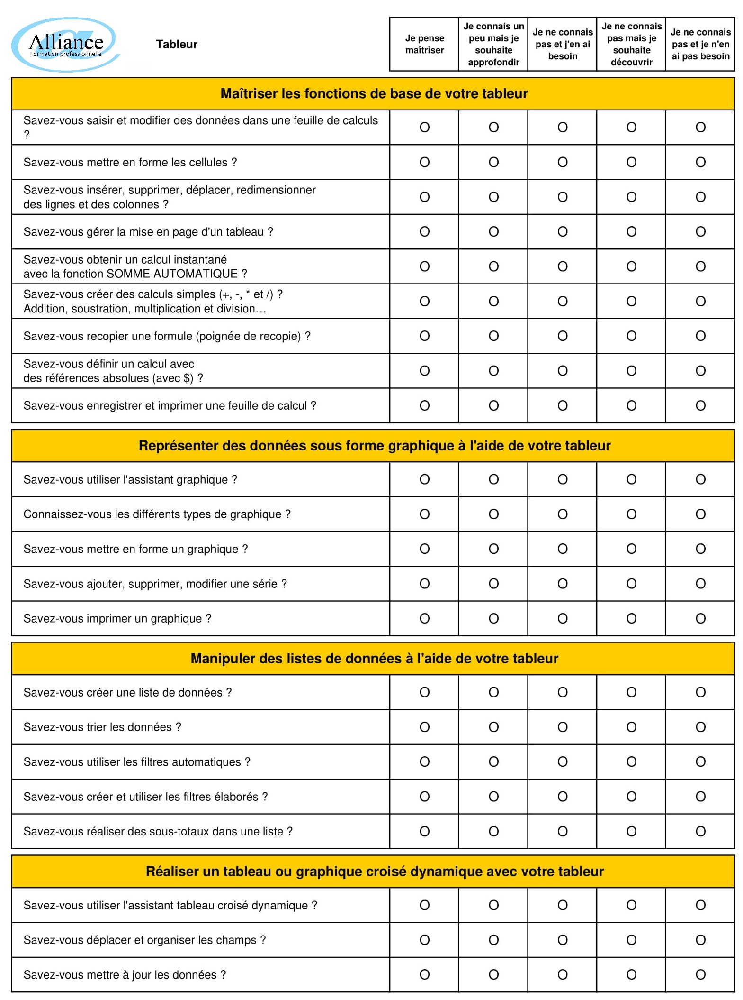 Alliance
Formation professionnelle
Tableur
Je pense
maîtriser
Je connais un
peu mais je
souhaite
approfondir
Je ne connais
pas et j'en ai
besoin
Je ne connais
pas mais je
souhaite
découvrir
Je ne connais
pas et je n'en
ai pas besoin
Maîtriser les fonctions de base de votre tableur
Savez-vous saisir et modifier des données dans une feuille de calculs
?
O O O O O
Savez-vous mettre en forme les cellules ? O O O O O
Savez-vous insérer, supprimer, déplacer, redimensionner
des lignes et des colonnes ?
O O O O O
Savez-vous gérer la mise en page d'un tableau ? O O O O O
Savez-vous obtenir un calcul instantané
avec la fonction SOMME AUTOMATIQUE ?
O O O O O
Savez-vous créer des calculs simples (+, -, * et /) ?
Addition, soustration, multiplication et division…
O O O O O
Savez-vous recopier une formule (poignée de recopie) ? O O O O O
Savez-vous définir un calcul avec
des références absolues (avec $) ?
O O O O O
Savez-vous enregistrer et imprimer une feuille de calcul ? O O O O O
Représenter des données sous forme graphique à l'aide de votre tableur
Savez-vous utiliser l'assistant graphique ? O O O O O
Connaissez-vous les différents types de graphique ? O O O O O
Savez-vous mettre en forme un graphique ? O O O O O
Savez-vous ajouter, supprimer, modifier une série ? O O O O O
Savez-vous imprimer un graphique ? O O O O O
Manipuler des listes de données à l'aide de votre tableur
Savez-vous créer une liste de données ? O O O O O
Savez-vous trier les données ? O O O O O
Savez-vous utiliser les filtres automatiques ? O O O O O
Savez-vous créer et utiliser les filtres élaborés ? O O O O O
Savez-vous réaliser des sous-totaux dans une liste ? O O O O O
Réaliser un tableau ou graphique croisé dynamique avec votre tableur
Savez-vous utiliser l'assistant tableau croisé dynamique ? O O O O O
Savez-vous déplacer et organiser les champs ? O O O O O
Savez-vous mettre à jour les données ? O O O O O